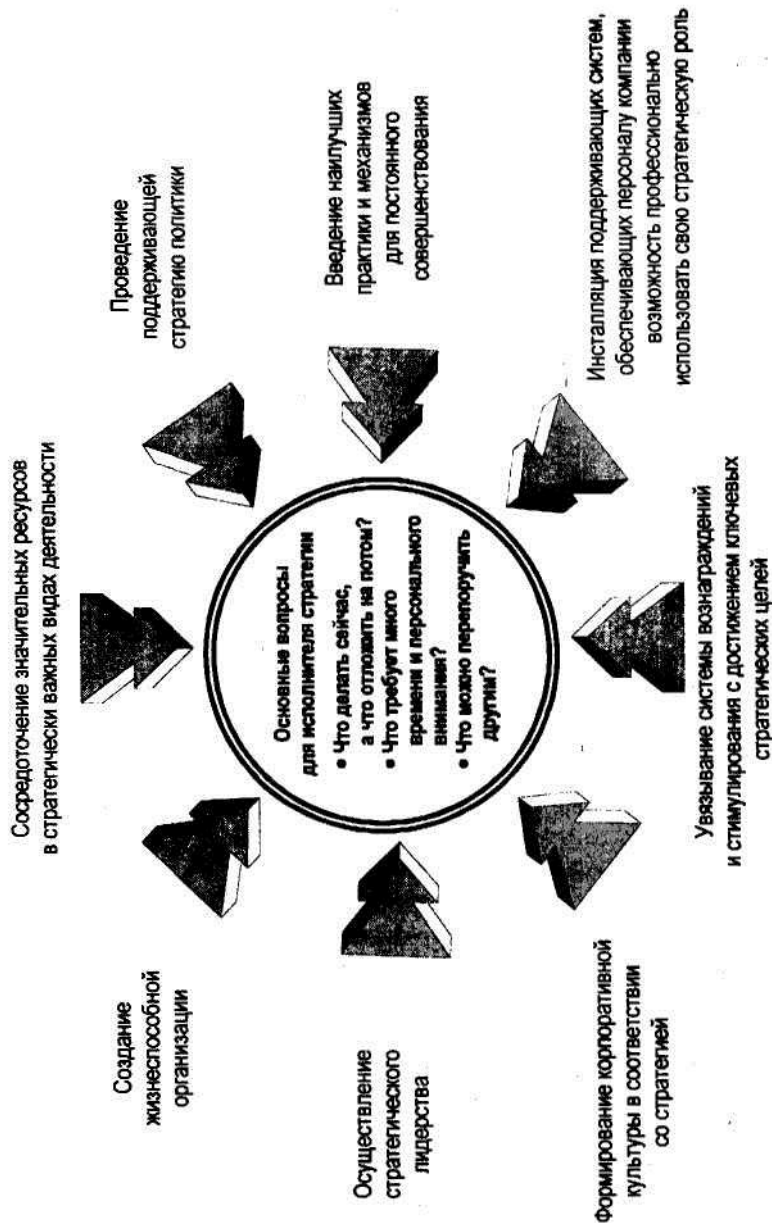 Сосредоточение значительных ресурсов
в стратегически важных видах деятельности
Проведение
поддерживающей
стратегию политики
Введение наилучших
практики и механизмов
для постоянного
совершенствования
Инсталляция поддерживающих систем,
обеспечивающих персоналу компании
возможность профессионально
использовать свою стратегическую роль
Увязывание системы вознаграждений
и стимулирования с достижением ключевых
стратегических целей
Формирование корпоративной
культуры в соответствии
со стратегией
Осуществление
стратегического
лидерства
Создание
жизнеспособной
организации
Основные вопросы
для исполнителя стратегии
• Что делать сейчас,
а что отложить на потом?
• Что требует много
времени и персонального
внимания?
• Что можно перепоручить
другим?